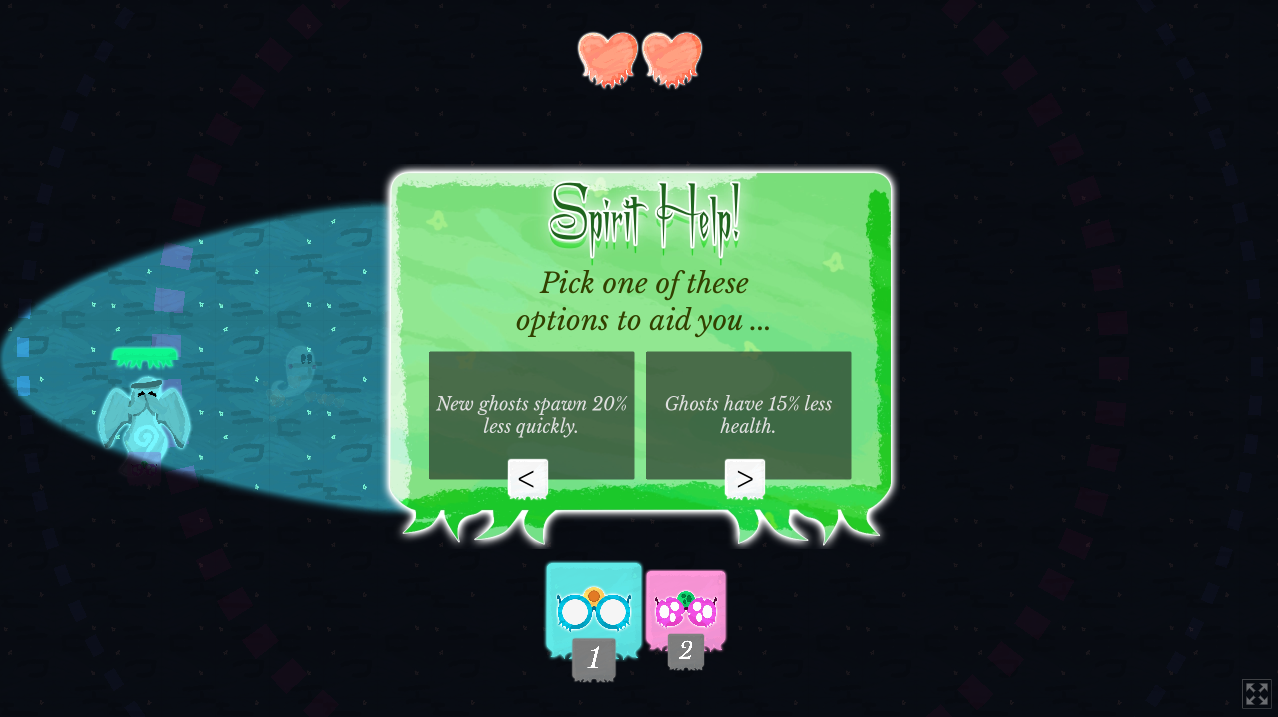 Spirit Help!
Pick one of these
options to aid you ...
New ghosts spawn 20%
less quickly.
Ghosts have 15% less
health.
<
>
1
2